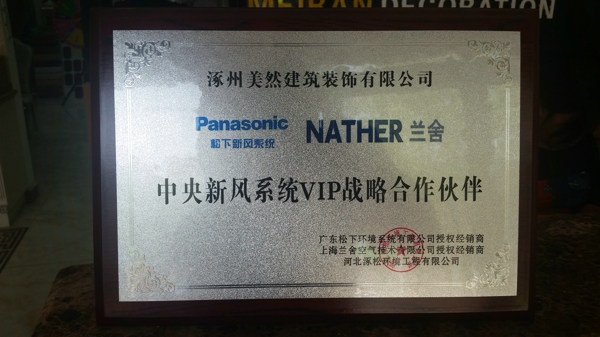 MEIRAN DECORATION
涿州美然建筑装饰有限公司
Panasonic NATHER 兰舍
松下新风系统
中央新风系统VIP战略合作伙伴
广东松下环境系统有限公司授权经销商
上海兰舍空气技术有限公司授权经销商
河北涿松环境工程有限公司